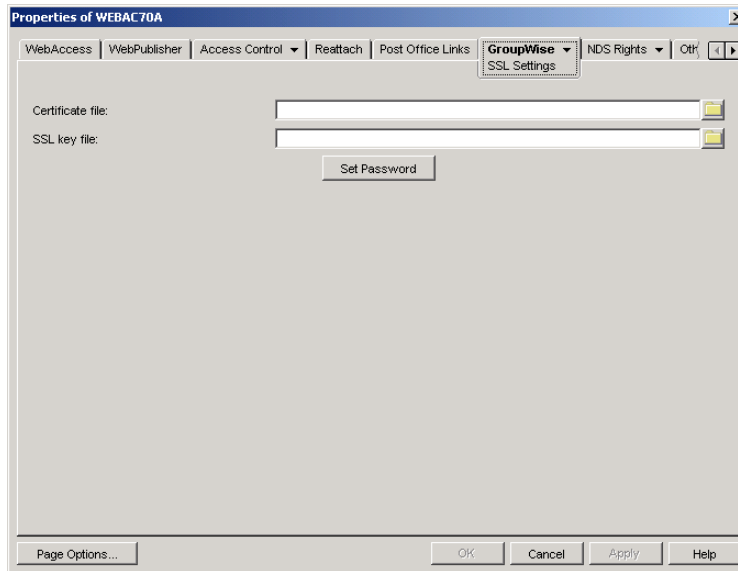 Properties of WEBAC70A
WebAccess WebPublisher Access Control Reattach Post Office Links GroupWise NDS Rights Oth
SSL Settings
Certificate file:
SSL key file:
Set Password
Page Options... OK Cancel Apply Help